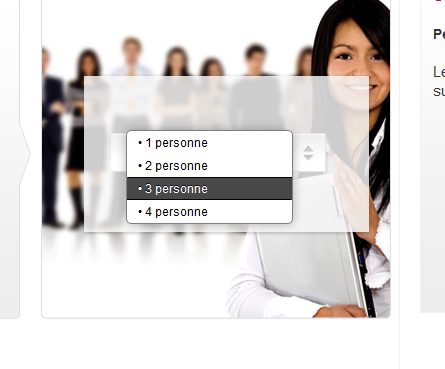 • 1 personne
• 2 personne
• 3 personne
• 4 personne